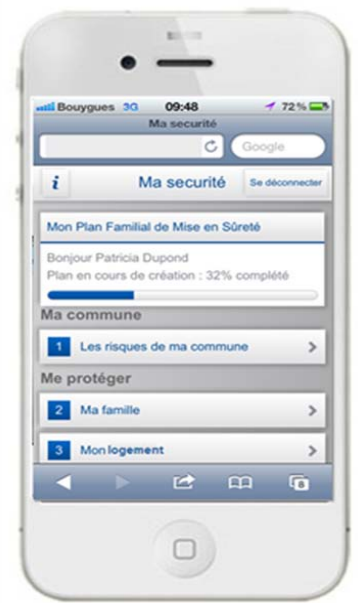 Bouygues 3G 09:48 72 %
Ma securité
Google
i Ma securité Se déconnecter
Mon Plan Familial de Mise en Sûreté
Bonjour Patricia Dupond
Plan en cours de création : 32% complété
Ma commune
1 Les risques de ma commune
Me protéger
2 Ma famille
3 Mon logement
8